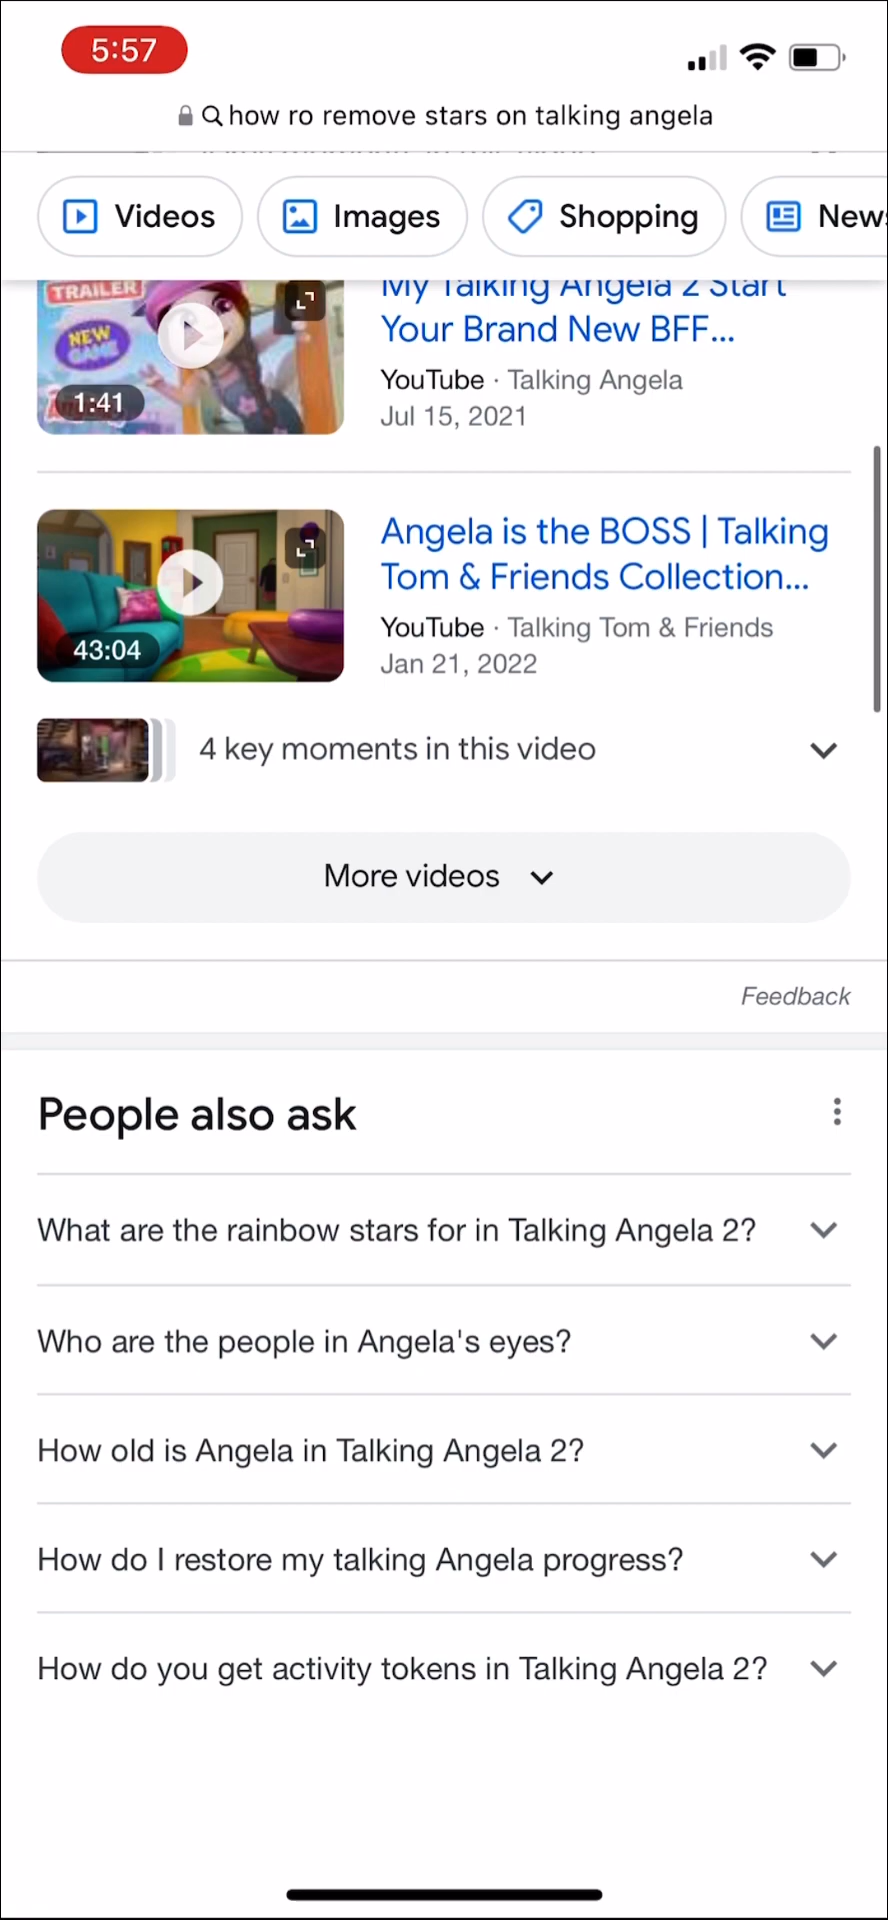 5:57
how ro remove stars on talking angela
Videos
Images
Shopping
News
TRAILER
NEW
GAME
1:41
My Talking Angela 2 Start
Your Brand New BFF...
YouTube · Talking Angela
Jul 15, 2021
43:04
Angela is the BOSS | Talking
Tom & Friends Collection...
YouTube · Talking Tom & Friends
Jan 21, 2022
4 key moments in this video
More videos
Feedback
People also ask
What are the rainbow stars for in Talking Angela 2?
Who are the people in Angela's eyes?
How old is Angela in Talking Angela 2?
How do I restore my talking Angela progress?
How do you get activity tokens in Talking Angela 2?